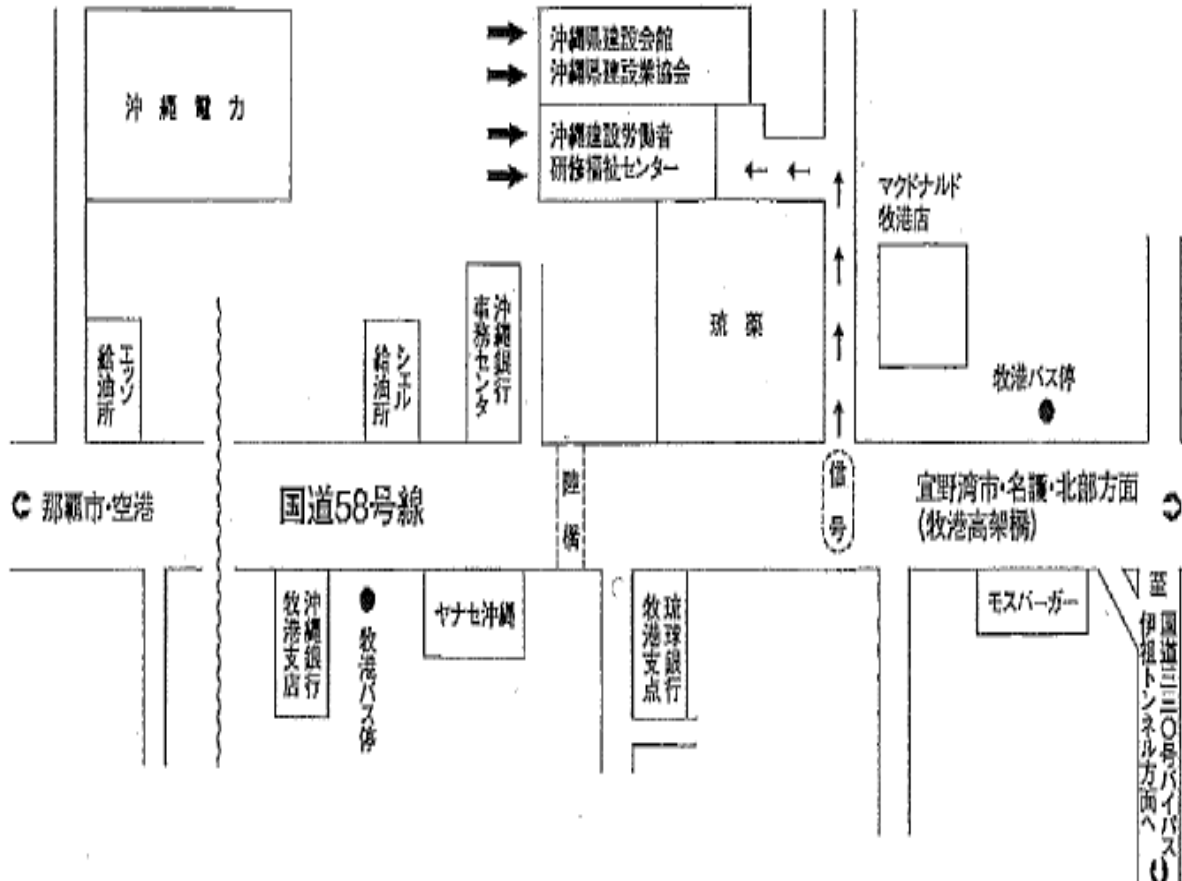 沖縄県建設会館
沖縄県建設業協会
沖縄電力
沖縄建設労働者
研修福祉センター
マクドナルド
牧港店
琉薬
エッソ
給油所
シェル
給油所
沖縄銀行
事務センタ
牧港バス停
那覇市・空港
国道58号線
陸橋
信号
宜野湾市・名護・北部方面
(牧港高架橋)
沖縄銀行
牧港支店
牧港バス停
ヤナセ沖縄
琉球銀行
牧港支点
モスバーガー
至
国道三三〇号バイパス
伊祖トンネル方面へ